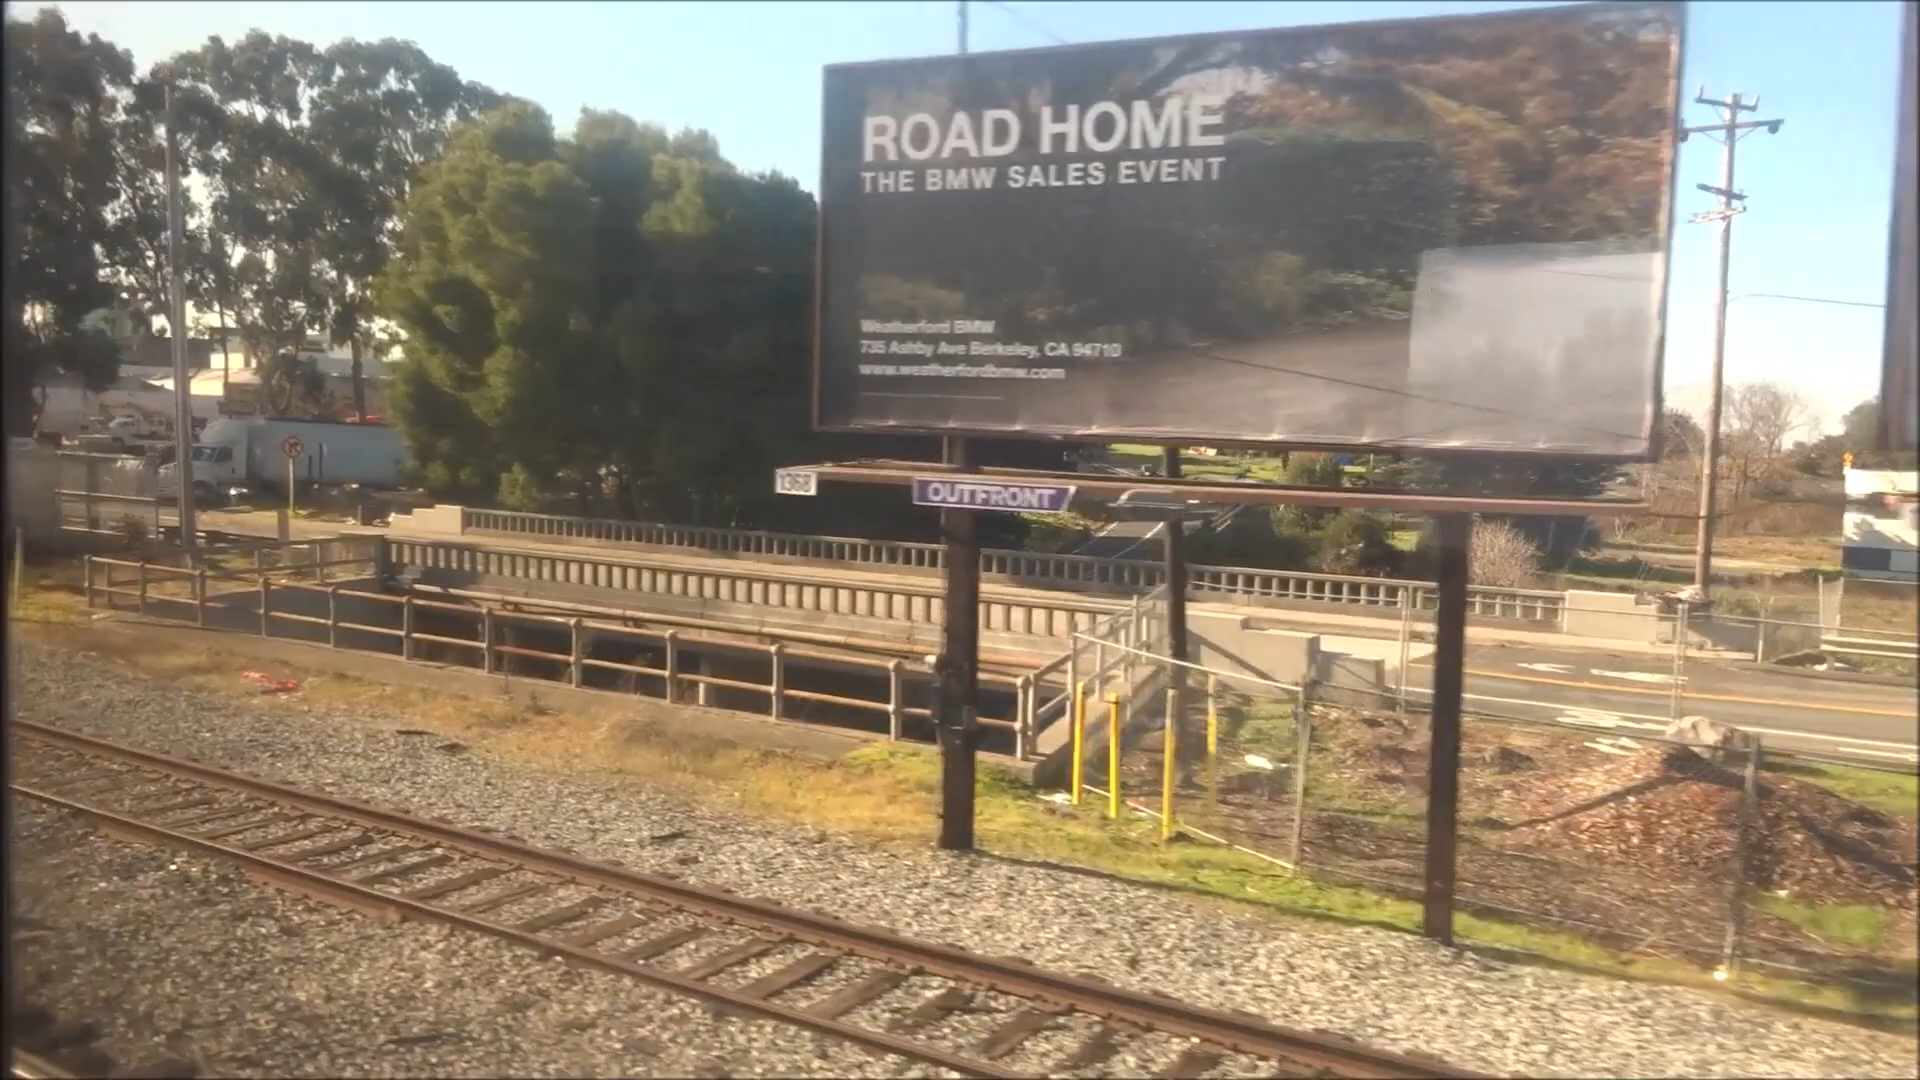 ROAD HOME
THE BMW SALES EVENT
Weatherford BMW
735 Ashby Ave Berkeley, CA 94710
www.weatherfordbmw.com
1368
OUTFRONT